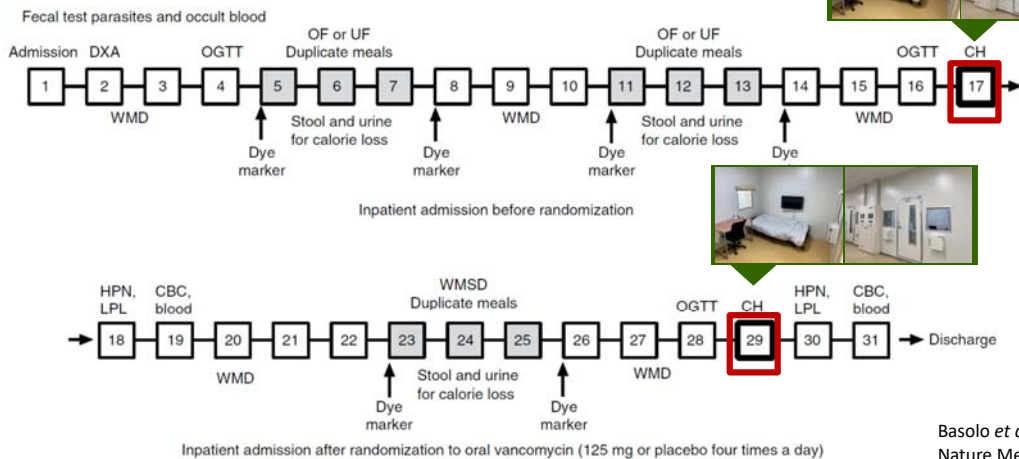 Fecal test parasites and occult blood
OF or UF
Duplicate meals
OF or UF
Duplicate meals
Admission DXA OGTT OGTT CH
1 2 3 4 5 6 7 8 9 10 11 12 13 14 15 16 17
WMD
Stool and urine
for calorie loss
WMD
Stool and urine
for calorie loss
WMD
Dye
marker
Dye
marker
Dye
marker
Dye
Inpatient admission before randomization
HPN,
LPL
CBC,
blood
WMSD
Duplicate meals
OGTT CH
HPN,
LPL
CBC,
blood
18 19 20 21 22 23 24 25 26 27 28 29 30 31 Discharge
WMD
Stool and urine
for calorie loss
WMD
Dye
marker
Dye
marker
Inpatient admission after randomization to oral vancomycin (125 mg or placebo four times a day)
Basolo et
Nature Me